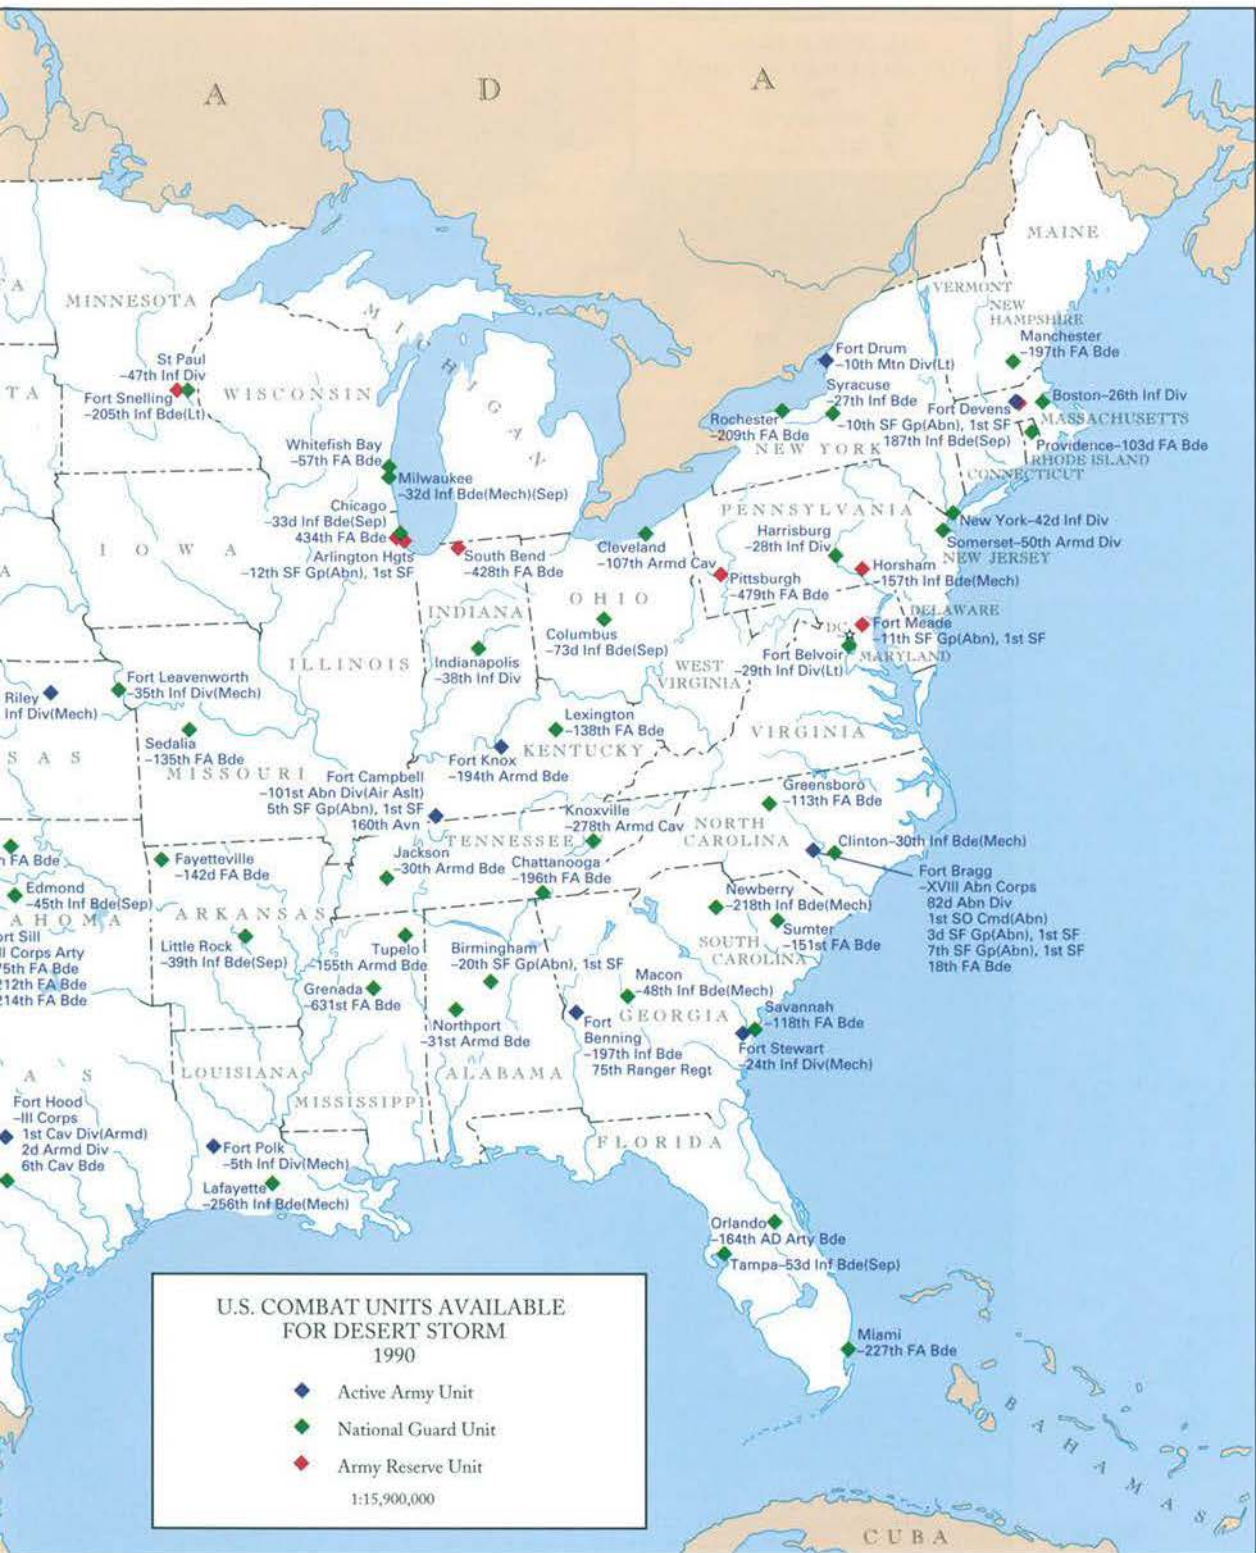 A D A
MAINE
VERMONT
NEW
HAMPSHIRE
Manchester
–197th FA Bde
TA
MINNESOTA
MICHIGAN
Fort Drum
–10th Mtn Div(Lt)
St Paul
–47th Inf Div
TA
Fort Snelling
–205th Inf Bde(Lt)
WISCONSIN
Syracuse
–27th Inf Bde
Fort Devens
–10th SF Gp(Abn), 1st SF
187th Inf Bde(Sep)
Boston–26th Inf Div
MASSACHUSETTS
Rochester
–209th FA Bde
Providence–103d FA Bde
RHODE ISLAND
CONNECTICUT
NEW YORK
Whitefish Bay
–57th FA Bde
Milwaukee
–32d Inf Bde(Mech)(Sep)
Chicago
–33d Inf Bde(Sep)
434th FA Bde
Arlington Hgts
–12th SF Gp(Abn), 1st SF
IOWA
A
South Bend
–428th FA Bde
Cleveland
–107th Armd Cav
PENNSYLVANIA
Harrisburg
–28th Inf Div
New York–42d Inf Div
Somerset–50th Armd Div
NEW JERSEY
Horsham
–157th Inf Bde(Mech)
Pittsburgh
–479th FA Bde
OHIO
INDIANA
DELAWARE
DC
Fort Meade
–11th SF Gp(Abn), 1st SF
Columbus
–73d Inf Bde(Sep)
Fort Belvoir
–29th Inf Div(Lt)
MARYLAND
ILLINOIS
Indianapolis
–38th Inf Div
WEST
VIRGINIA
Riley
Inf Div(Mech)
Fort Leavenworth
–35th Inf Div(Mech)
Lexington
–138th FA Bde
VIRGINIA
SAS
Sedalia
–135th FA Bde
MISSOURI
Fort Knox
–194th Armd Bde
KENTUCKY
Fort Campbell
–101st Abn Div(Air Aslt)
5th SF Gp(Abn), 1st SF
160th Avn
Greensboro
–113th FA Bde
Knoxville
–278th Armd Cav
NORTH
CAROLINA
TENNESSEE
Clinton–30th Inf Bde(Mech)
FA Bde
Fayetteville
–142d FA Bde
Jackson
–30th Armd Bde
Chattanooga
–196th FA Bde
Fort Bragg
–XVIII Abn Corps
82d Abn Div
1st SO Cmd(Abn)
3d SF Gp(Abn), 1st SF
7th SF Gp(Abn), 1st SF
18th FA Bde
Edmond
–45th Inf Bde(Sep)
AHOMA
ARKANSAS
Newberry
–218th Inf Bde(Mech)
Sumter
–151st FA Bde
SOUTH
CAROLINA
ort Sill
II Corps Arty
75th FA Bde
212th FA Bde
214th FA Bde
Little Rock
–39th Inf Bde(Sep)
Tupelo
–155th Armd Bde
Birmingham
–20th SF Gp(Abn), 1st SF
Grenada
–631st FA Bde
Macon
–48th Inf Bde(Mech)
GEORGIA
Northport
–31st Armd Bde
Fort
Benning
–197th Inf Bde
75th Ranger Regt
Savannah
–118th FA Bde
Fort Stewart
–24th Inf Div(Mech)
AS
LOUISIANA
MISSISSIPPI
ALABAMA
Fort Hood
–III Corps
1st Cav Div(Armd)
2d Armd Div
6th Cav Bde
FLORIDA
Fort Polk
–5th Inf Div(Mech)
Lafayette
–256th Inf Bde(Mech)
Orlando
–164th AD Arty Bde
Tampa–53d Inf Bde(Sep)
Miami
–227th FA Bde
BAHAMAS
CUBA
U.S. COMBAT UNITS AVAILABLE
FOR DESERT STORM
1990
Active Army Unit
National Guard Unit
Army Reserve Unit
1:15,900,000